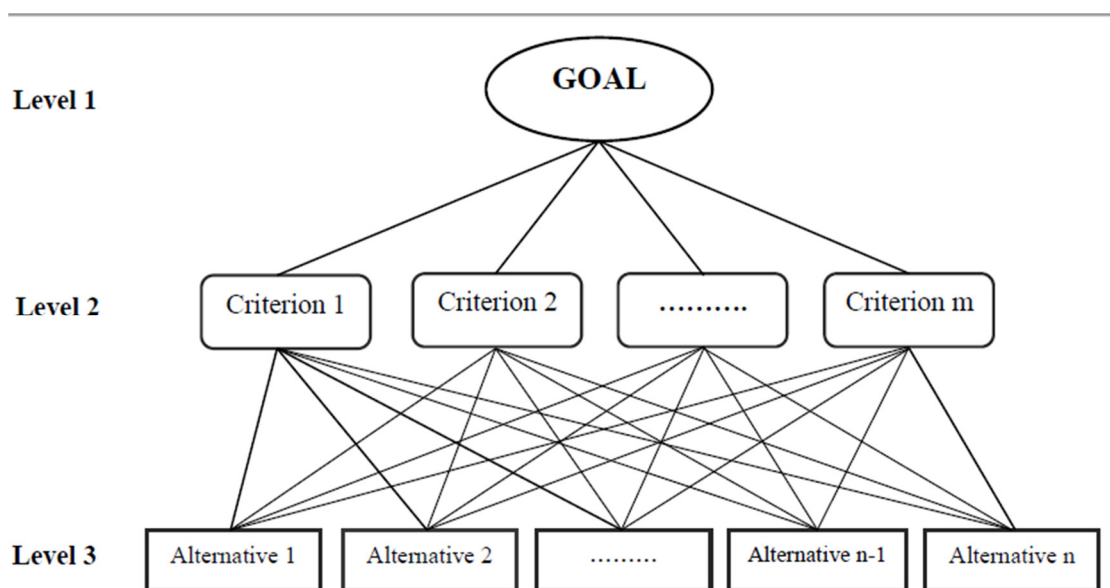 GOAL
Level 1
Level 2
Criterion 1
Criterion 2
..........
Criterion m
Level 3
Alternative 1
Alternative 2
.........
Alternative n-1
Alternative n